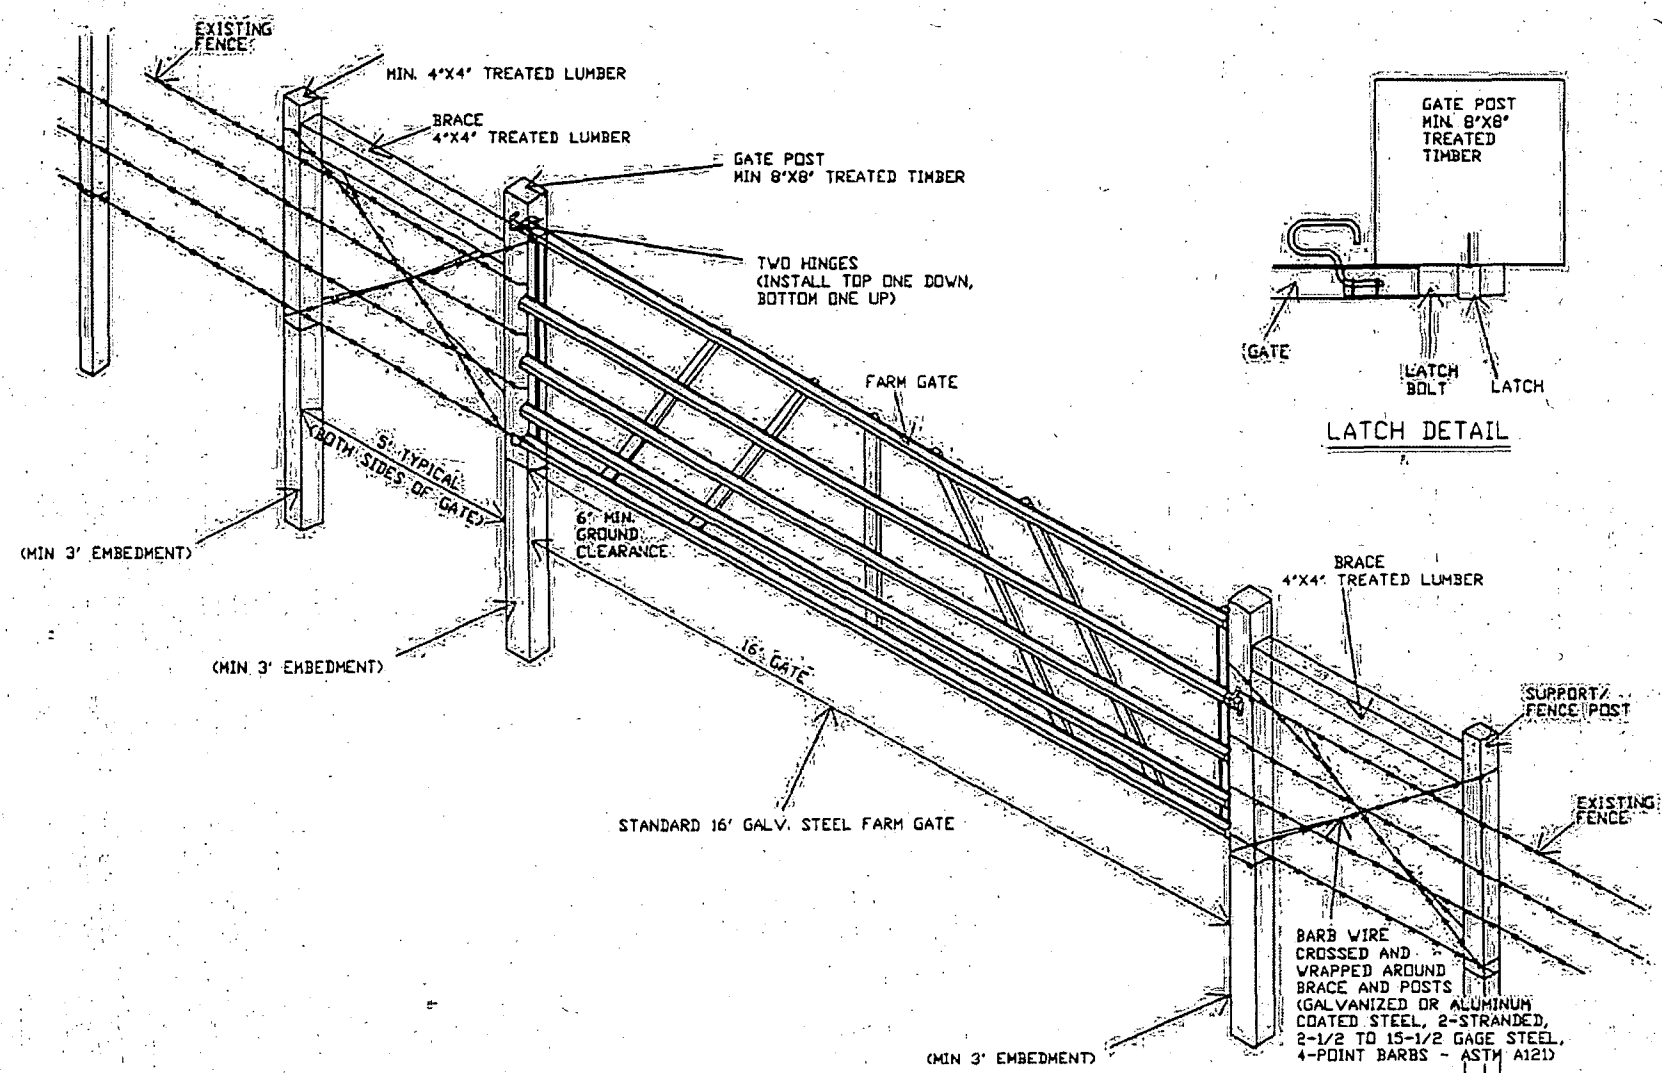 EXISTING
FENCE
MIN. 4"X4" TREATED LUMBER
BRACE
4"X4" TREATED LUMBER
GATE POST
MIN 8"X8" TREATED TIMBER
TWO HINGES
(INSTALL TOP ONE DOWN,
BOTTOM ONE UP)
FARM GATE
GATE POST
MIN. 8"X8"
TREATED
TIMBER
GATE
LATCH
BOLT
LATCH
LATCH DETAIL
5' TYPICAL
(BOTH SIDES OF GATE)
(MIN 3' EMBEDMENT)
6" MIN.
GROUND
CLEARANCE
(MIN 3' EMBEDMENT)
16' GATE
STANDARD 16' GALV. STEEL FARM GATE
BRACE
4"X4" TREATED LUMBER
SUPPORT/
FENCE POST
EXISTING
FENCE
BARB WIRE
CROSSED AND
WRAPPED AROUND
BRACE AND POSTS
(GALVANIZED OR ALUMINUM
COATED STEEL, 2-STRANDED,
2-1/2 TO 15-1/2 GAGE STEEL,
4-POINT BARBS - ASTM A121)
(MIN 3' EMBEDMENT)